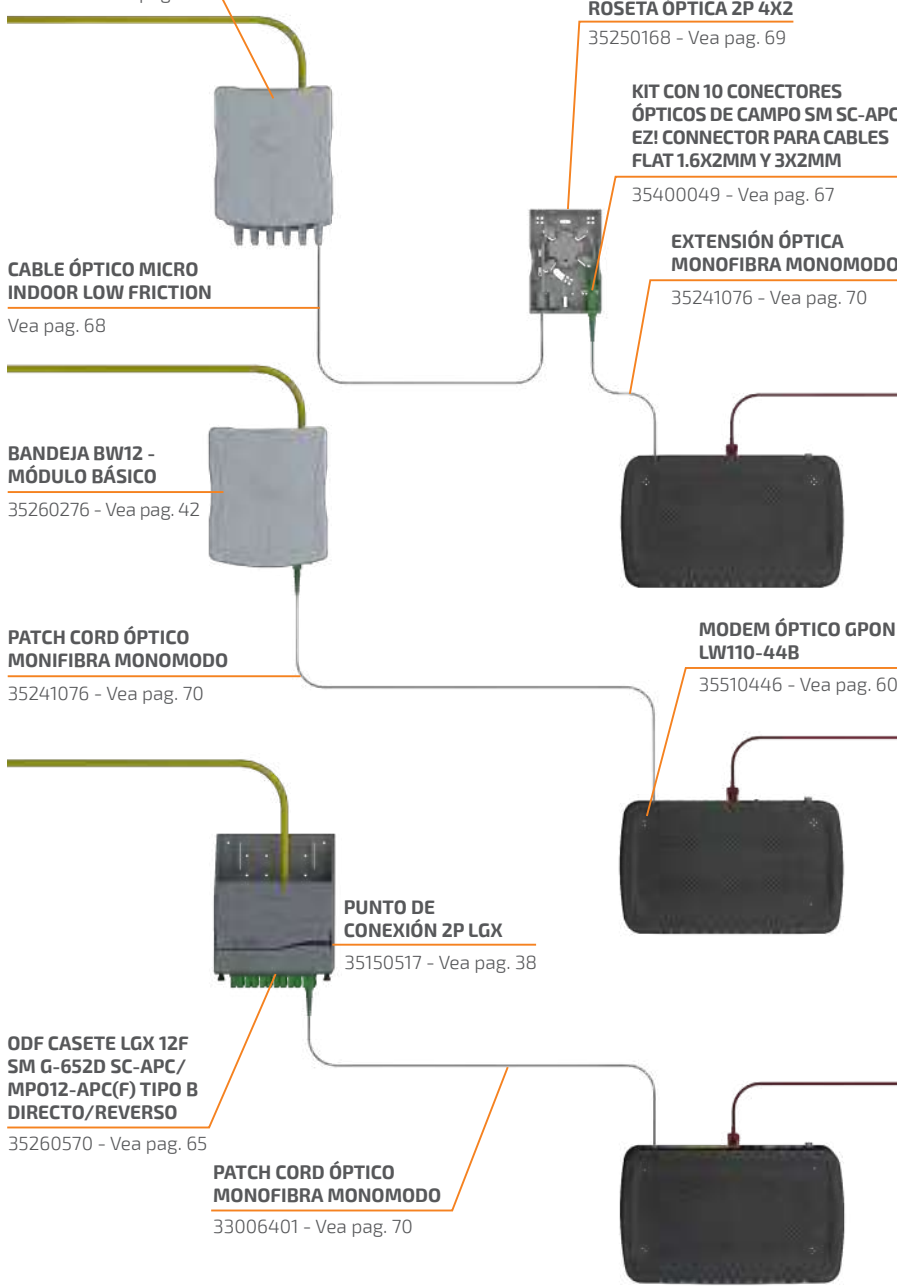 pag.
ROSETA ÓPTICA 2P 4X2
35250168 - Vea pag. 69
KIT CON 10 CONECTORES
ÓPTICOS DE CAMPO SM SC-APC
EZ! CONNECTOR PARA CABLES
FLAT 1.6X2MM Y 3X2MM
35400049 - Vea pag. 67
CABLE ÓPTICO MICRO
INDOOR LOW FRICTION
Vea pag. 68
EXTENSIÓN ÓPTICA
MONOFIBRA MONOMODO
35241076 - Vea pag. 70
BANDEJA BW12 -
MÓDULO BÁSICO
35260276 - Vea pag. 42
PATCH CORD ÓPTICO
MONIFIBRA MONOMODO
35241076 - Vea pag. 70
MODEM ÓPTICO GPON
LW110-44B
35510446 - Vea pag. 60
PUNTO DE
CONEXIÓN 2P LGX
35150517 - Vea pag. 38
ODF CASETE LGX 12F
SM G-652D SC-APC/
MPO12-APC(F) TIPO B
DIRECTO/REVERSO
35260570 - Vea pag. 65
PATCH CORD ÓPTICO
MONOFIBRA MONOMODO
33006401 - Vea pag. 70